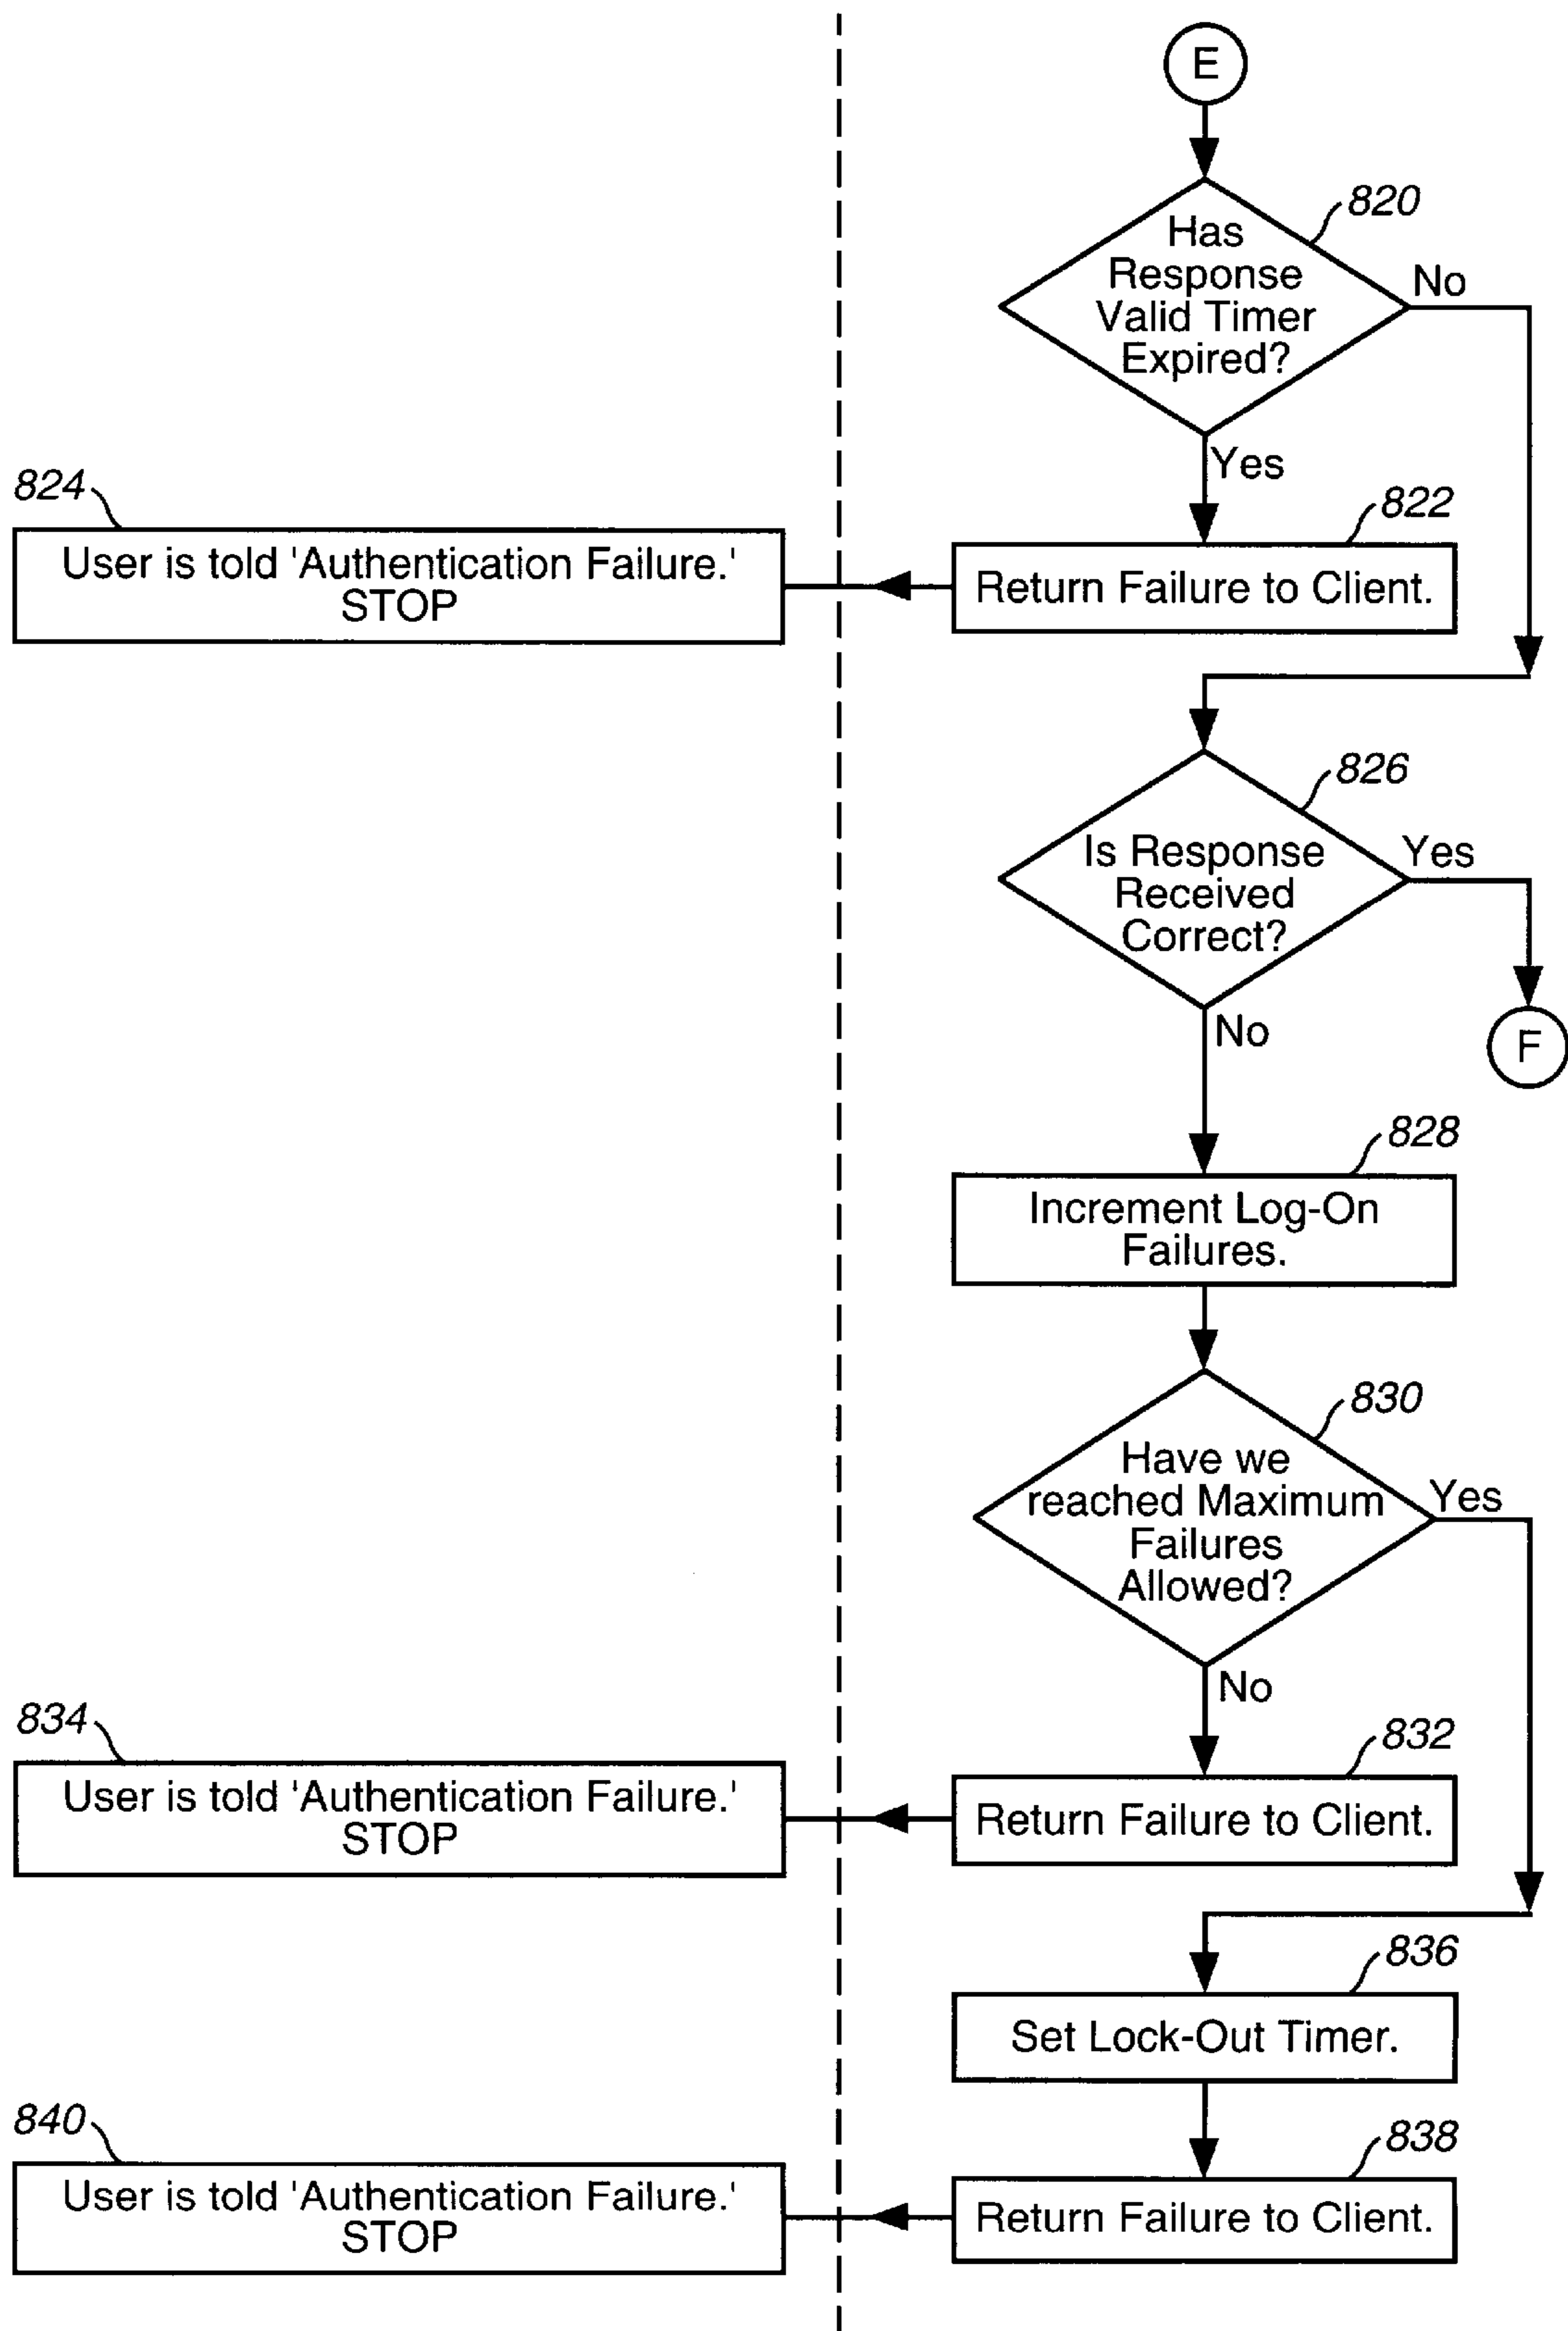 E
820
Has
Response
Valid Timer
Expired?
No
Yes
824
User is told 'Authentication Failure.'
STOP
822
Return Failure to Client.
826
Is Response
Received
Correct?
Yes
No
F
828
Increment Log-On
Failures.
830
Have we
reached Maximum
Failures
Allowed?
Yes
No
834
User is told 'Authentication Failure.'
STOP
832
Return Failure to Client.
836
Set Lock-Out Timer.
840
User is told 'Authentication Failure.'
STOP
838
Return Failure to Client.